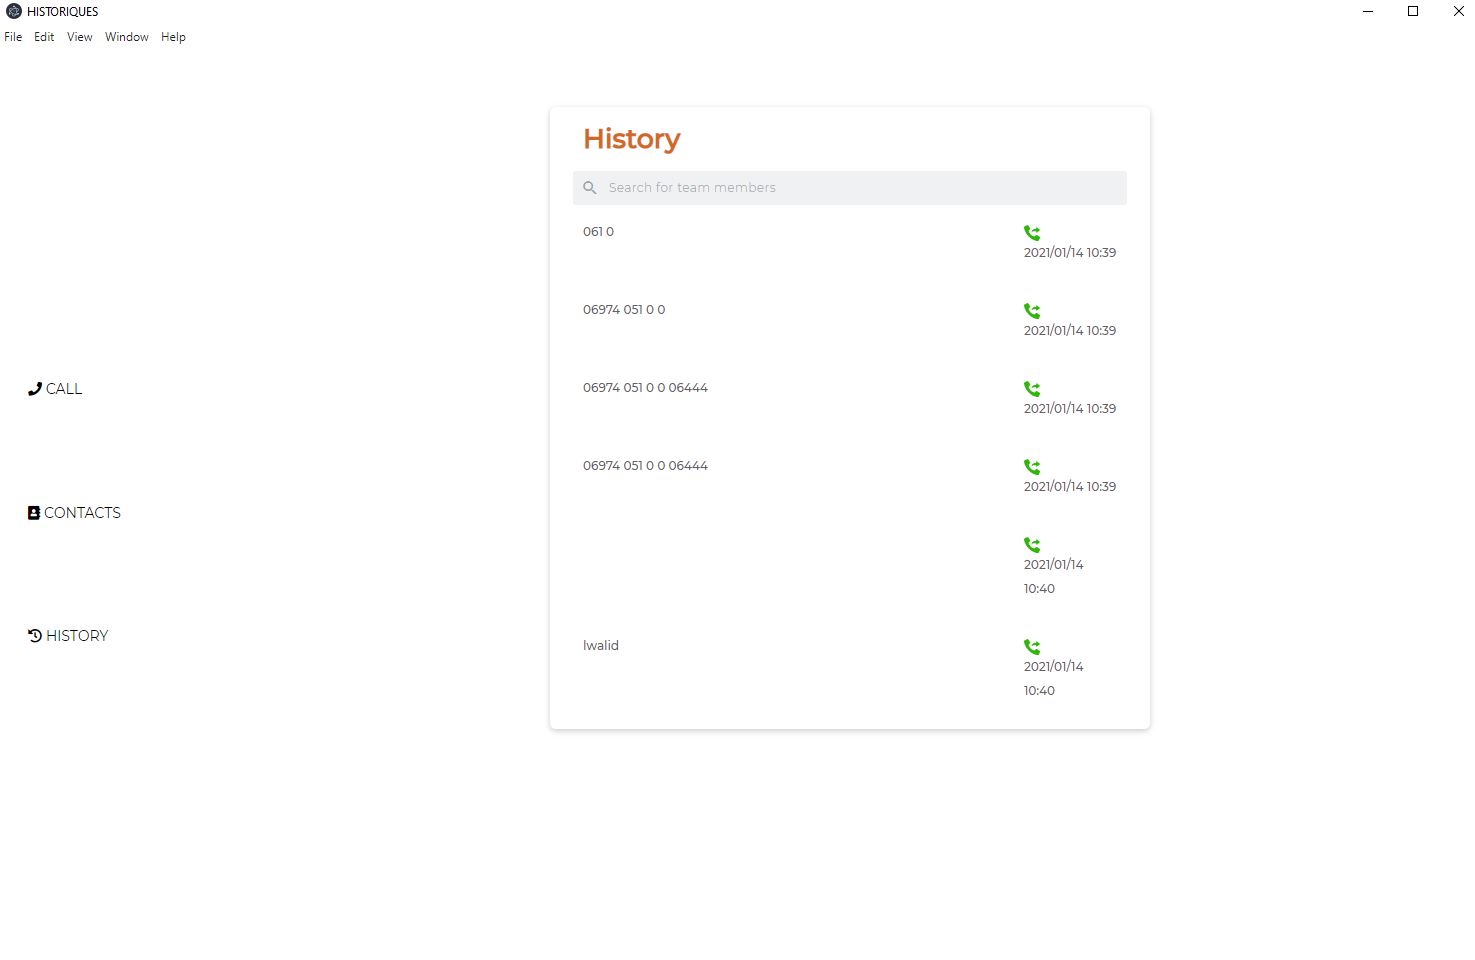 HISTORIQUES
File Edit View Window Help
History
Search for team members
061 0
2021/01/14 10:39
06974 051 0 0
2021/01/14 10:39
06974 051 0 0 06444
2021/01/14 10:39
06974 051 0 0 06444
2021/01/14 10:39
2021/01/14
10:40
lwalid
2021/01/14
10:40
CALL
CONTACTS
HISTORY